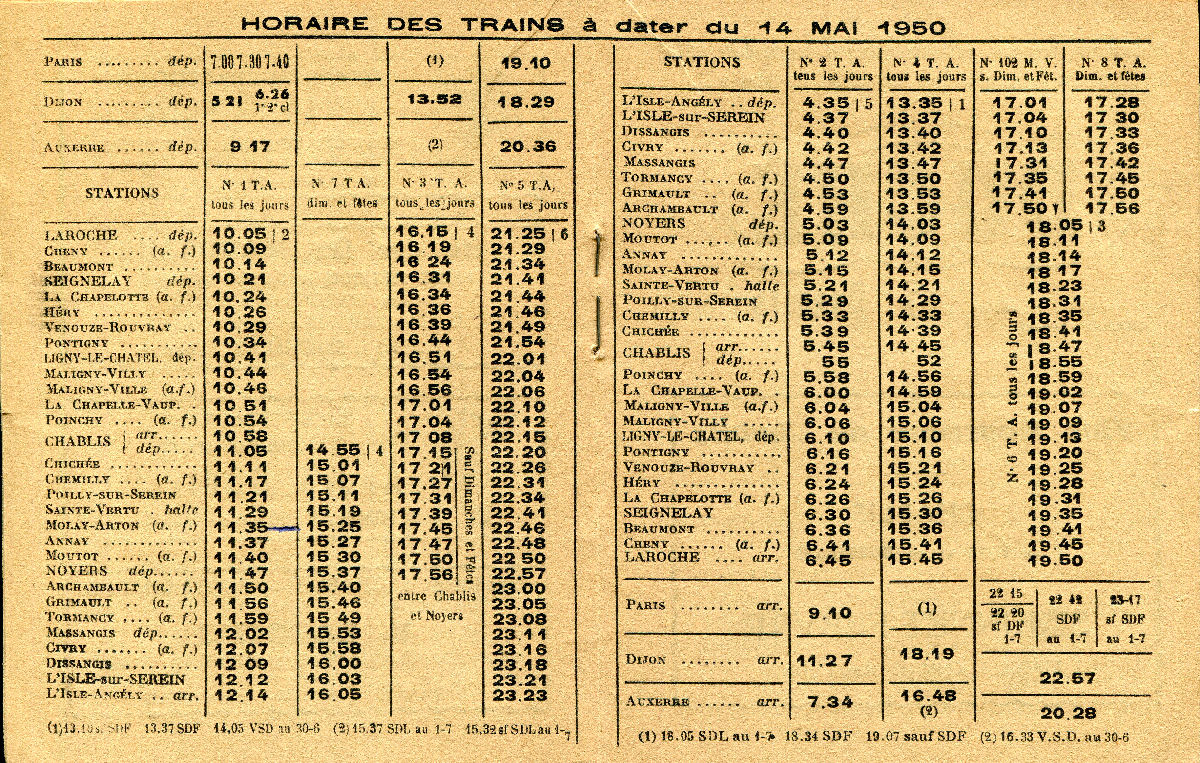 HORAIRE DES TRAINS à dater du 14 MAI 1950
PARIS ......... dép. 7.08 7.30 7.40 (1) 19.10
DIJON ......... dép. 5 21 6.26 1re 2e cl 13.52 18.29
AUXERRE ...... dép. 9 17 (2) 20.36
STATIONS N° 1 T.A. tous les jours N° 7 T.A. dim. et fêtes N° 3 T. A. tous les jours N° 5 T.A. tous les jours
LAROCHE .... dép. 10.05 | 2 16.15 | 4 21.25 | 6
CHENY ...... (a. f.) 10.09 16 19 21.29
BEAUMONT .......... 10 14 16 24 21.34
SEIGNELAY dép. 10 21 16.31 21.41
LA CHAPELOTTE (a. f.) 10.24 16.34 21.44
HÉRY .............. 10.26 16.36 21.46
VENOUZE-ROUVRAY .. 10.29 16.39 21.49
PONTIGNY .......... 10.34 16.44 21.54
LIGNY-LE-CHATEL, dép. 10.41 16.51 22.01
MALIGNY-VILLY ..... 10.44 16.54 22.04
MALIGNY-VILLE (a.f.) 10.46 16.56 22.06
LA CHAPELLE-VAUP. . 10.51 17.01 22.10
POINCHY .... (a. f.) 10.54 17.04 22.12
CHABLIS arr...... 10.58 17 08 22.15
dép..... 11.05 14.55 | 4 17.15 22.20
CHICHÉE ........... 11.11 15.01 17.21 22.26
CHEMILLY .... (a. f.) 11.17 15.07 17.27 22.31
POILLY-SUR-SEREIN 11.21 15.11 17.31 22.34
SAINTE-VERTU . halte 11.29 15.19 17.39 22.41
MOLAY-ARTON (a. f.) 11.35 15.25 17.45 22.46
ANNAY ............. 11.37 15.27 17.47 22.48
MOUTOT ..... (a. f.) 11.40 15 30 17.50 22 50
NOYERS dép...... 11.47 15.37 17.56 22.57
Sauf Dimanches et Fêtes
entre Chablis
et Noyers
ARCHAMBAULT (a. f.) 11.50 15.40 23.00
GRIMAULT .. (a. f.) 11.56 15.46 23.05
TORMANCY .... (a. f.) 11.59 15.49 23.08
MASSANGIS dép..... 12.02 15.53 23.11
CIVRY ....... (a. f.) 12.07 15.58 23.16
DISSANGIS .......... 12 09 16.00 23.18
L'ISLE-sur-SEREIN 12.12 16.03 23.21
L'ISLE-ANGÉLY .. arr. 12.14 16.05 23.23
SDF 13.37 SDF 14.05 VSD au 30-6 (2) 15.37 SDL au 1-7 15.32 sf SDL au 1-7
STATIONS N° 2 T. A. tous les jours N° 4 T. A. tous les jours N° 102 M. V. s. Dim. et Fêt. N° 8 T. A. Dim. et fêtes
L'ISLE-ANGÉLY .. dép. 4.35 | 5 13.35 | 1 17.01 17.28
L'ISLE-sur-SEREIN 4.37 13.37 17.04 17 30
DISSANGIS .......... 4.40 13.40 17.10 17.33
CIVRY ....... (a. f.) 4.42 13.42 17.13 17.36
MASSANGIS 4.47 13.47 17.31 17.42
TORMANCY .... (a. f.) 4.50 13.50 17.35 17.45
GRIMAULT .. (a. f.) 4.53 13.53 17.41 17.50
ARCHAMBAULT (a. f.) 4.59 13.59 17.50 17.56
NOYERS dép. 5.03 14.03 18.05 | 3
MOUTOT ..... (a. f.) 5.09 14.09 18.11
ANNAY ............. 5.12 14.12 18.14
MOLAY-ARTON (a. f.) 5.15 14.15 18 17
SAINTE-VERTU . halte 5.21 14.21 18.23
POILLY-SUR-SEREIN 5.29 14.29 18.31
CHEMILLY .... (a. f.) 5.33 14.33 18.35
CHICHÉE ........... 5.39 14.39 18.41
CHABLIS arr...... 5.45 14.45 18.47
dép..... 55 52 18.55
POINCHY .... (a. f.) 5.58 14.56 18.59
LA CHAPELLE-VAUP. . 6.00 14.59 19.02
MALIGNY-VILLE (a.f.) 6.04 15.04 19.07
MALIGNY-VILLY ..... 6.06 15.06 19.09
LIGNY-LE-CHATEL, dép. 6.10 15.10 19.13
PONTIGNY .......... 6.16 15.16 19.20
VENOUZE-ROUVRAY .. 6.21 15.21 19.25
HÉRY .............. 6.24 15.24 19.28
LA CHAPELOTTE (a. f.) 6.26 15.26 19.31
SEIGNELAY 6.30 15.30 19.35
BEAUMONT .......... 6.36 15.36 19.41
CHENY ...... (a. f.) 6.41 15.41 19.45
LAROCHE .... arr. 6.45 15.45 19.50
N° 6 T. A. tous les jours
PARIS ........ arr. 9.10 (1) 22 15 22 20 sf DF 1-7 22 42 SDF au 1-7 23-17 sf SDF au 1-7
DIJON ........ arr. 11.27 18.19 22.57
AUXERRE ..... arr. 7.34 16.48 (2) 20.28
(1) 18.05 SDL au 1-7 18.34 SDF 19.07 sauf SDF (2) 16.33 V.S.D. au 30-6